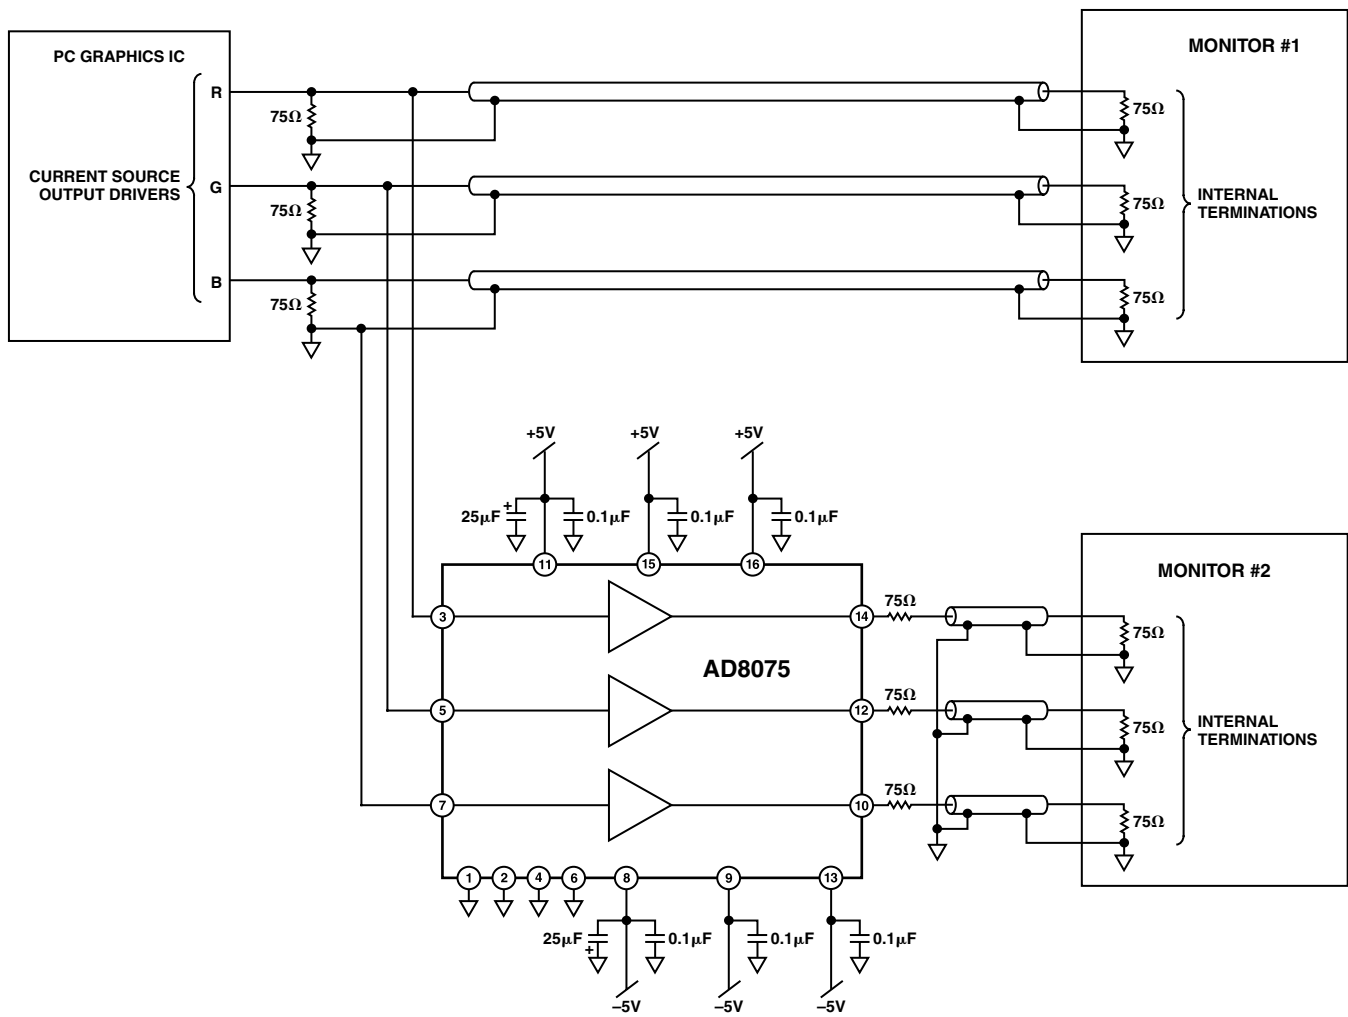 PC GRAPHICS IC
MONITOR #1
R
75Ω
75Ω
CURRENT SOURCE
OUTPUT DRIVERS
G
75Ω
75Ω
INTERNAL
TERMINATIONS
B
75Ω
75Ω
+5V
+5V
+5V
25μF
+
0.1μF
0.1μF
0.1μF
11
15
16
MONITOR #2
3
14
75Ω
75Ω
AD8075
5
12
75Ω
75Ω
INTERNAL
TERMINATIONS
7
10
75Ω
75Ω
1
2
4
6
8
9
13
25μF
+
0.1μF
0.1μF
0.1μF
–5V
–5V
–5V